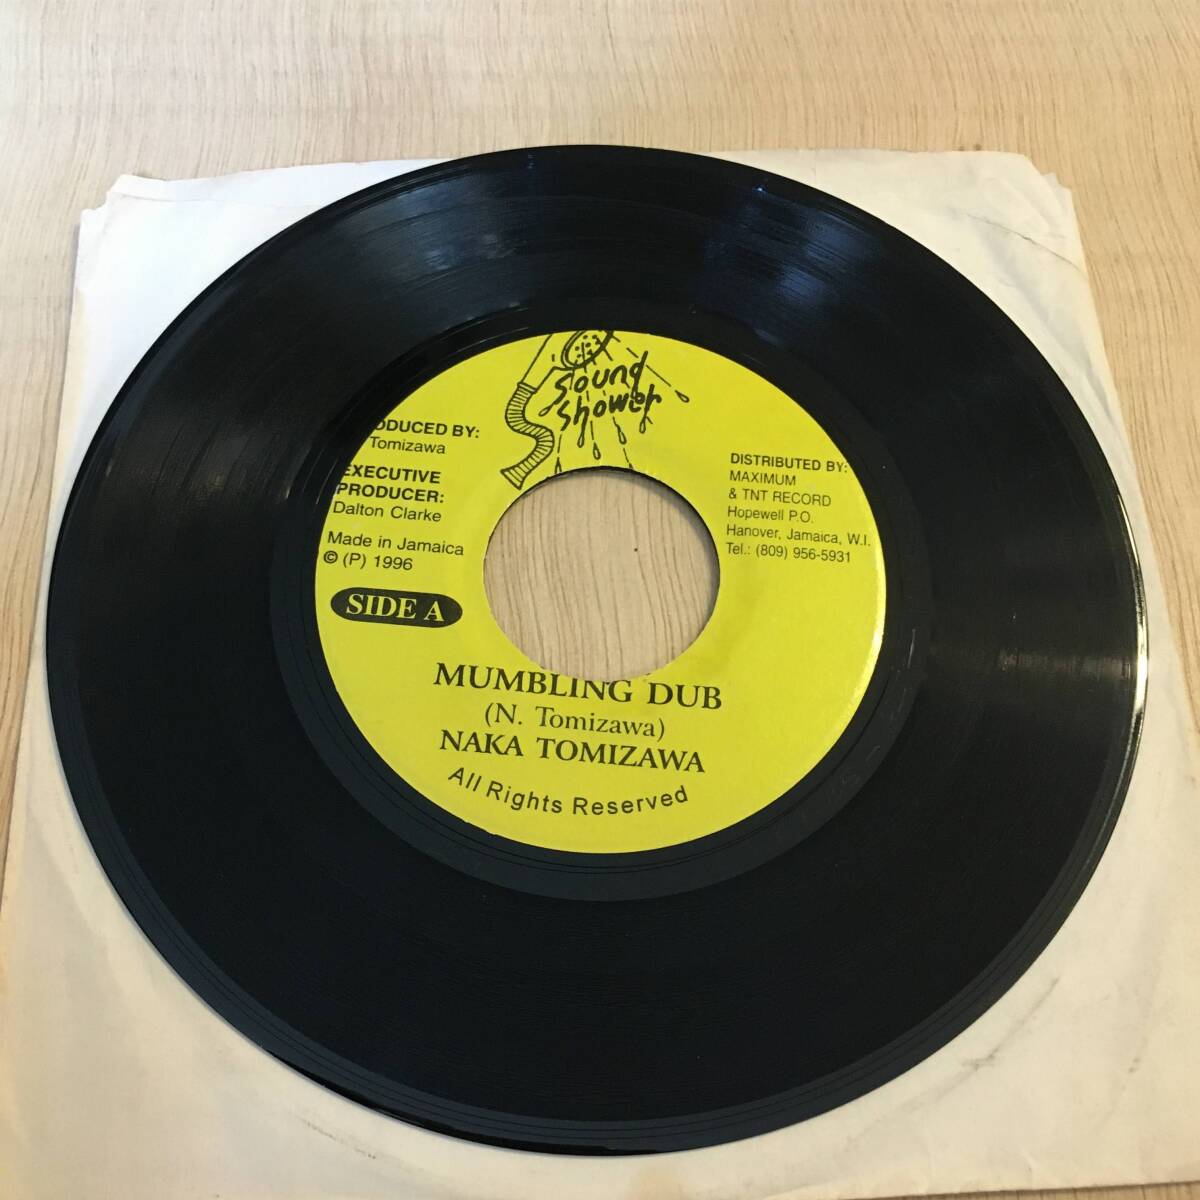 Sound
Shower
ODUCED BY:
Tomizawa
EXECUTIVE
PRODUCER:
Dalton Clarke
Made in Jamaica
© (P) 1996
SIDE A
DISTRIBUTED BY:
MAXIMUM
& TNT RECORD
Hopewell P.O.
Hanover, Jamaica, W.I.
Tel.: (809) 956-5931
MUMBLING DUB
(N. Tomizawa)
NAKA TOMIZAWA
All Rights Reserved